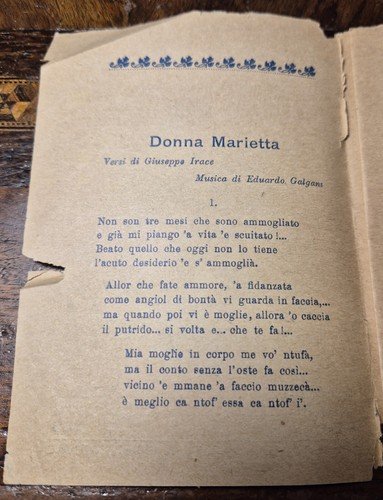 Donna Marietta
Versi di Giuseppe Irace
Musica di Eduardo Galgani
1.
Non son tre mesi che sono ammogliato
e già mi piango 'a vita 'e scuitato!...
Beato quello che oggi non lo tiene
l'acuto desiderio 'e s' ammoglià.
Allor che fate ammore, 'a fidanzata
come angiol di bontà vi guarda in faccia,...
ma quando poi vi è moglie, allora 'o caccia
il putrido... si volta e... che te fa!...
Mia moglie in corpo me vo' ntufà,
ma il conto senza l'oste fa così...
vicino 'e mmane 'a faccio muzzecà...
è meglio ca ntof' essa ca ntof' i'.